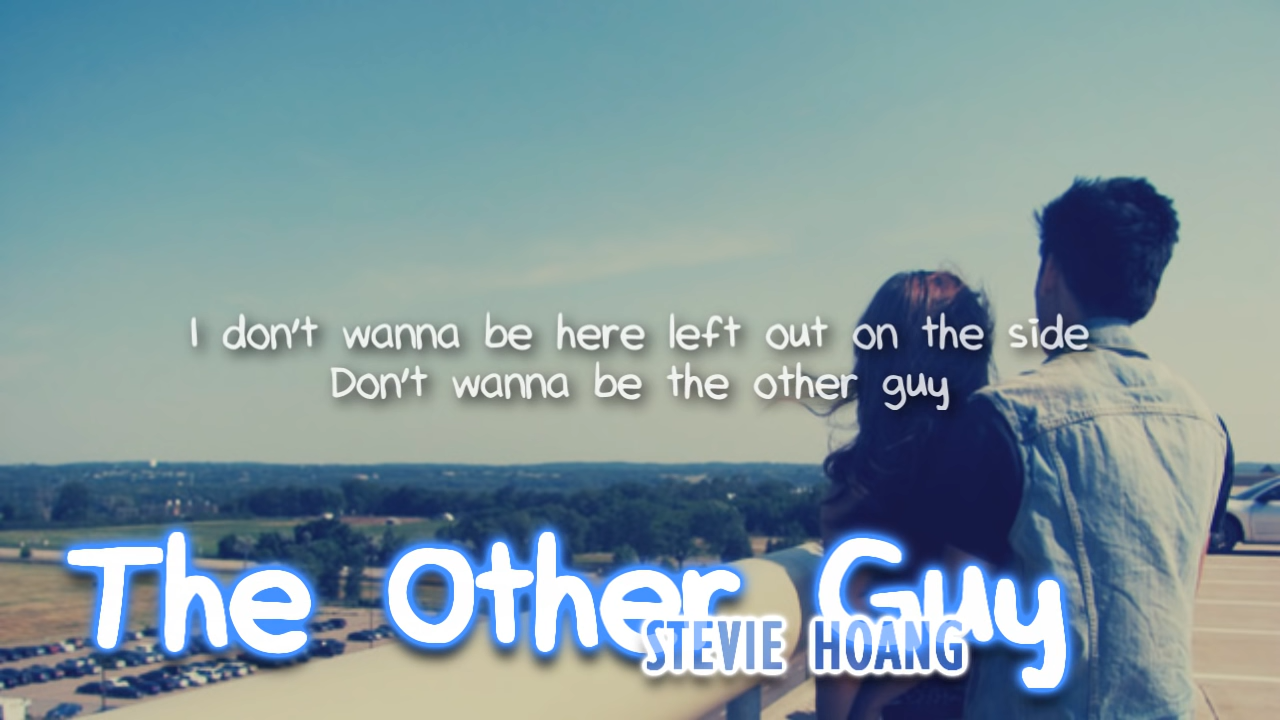 I don't wanna be here left out on the side
Don't wanna be the other guy
The Other Guy
STEVIE HOANG